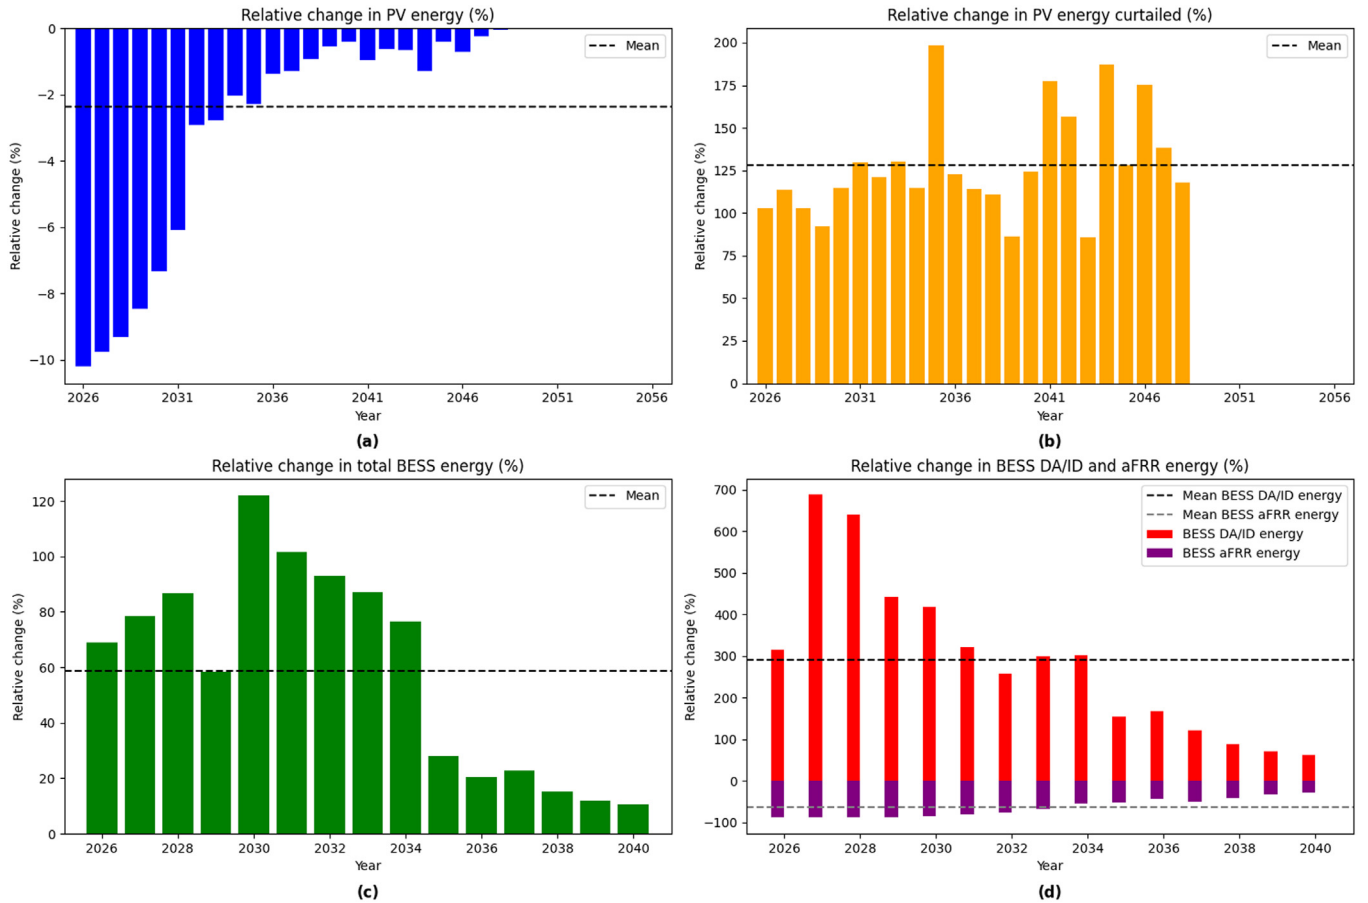 Relative change in PV energy (%)
Relative change (%)
0
−2
−4
−6
−8
−10
Mean
2026 2031 2036 2041 2046 2051 2056
Year
(a)
Relative change in PV energy curtailed (%)
Relative change (%)
200
175
150
125
100
75
50
25
0
Mean
2026 2031 2036 2041 2046 2051 2056
Year
(b)
Relative change in total BESS energy (%)
Relative change (%)
120
100
80
60
40
20
0
Mean
2026 2028 2030 2032 2034 2036 2038 2040
Year
(c)
Relative change in BESS DA/ID and aFRR energy (%)
Relative change (%)
700
600
500
400
300
200
100
0
−100
Mean BESS DA/ID energy
Mean BESS aFRR energy
BESS DA/ID energy
BESS aFRR energy
2026 2028 2030 2032 2034 2036 2038 2040
Year
(d)